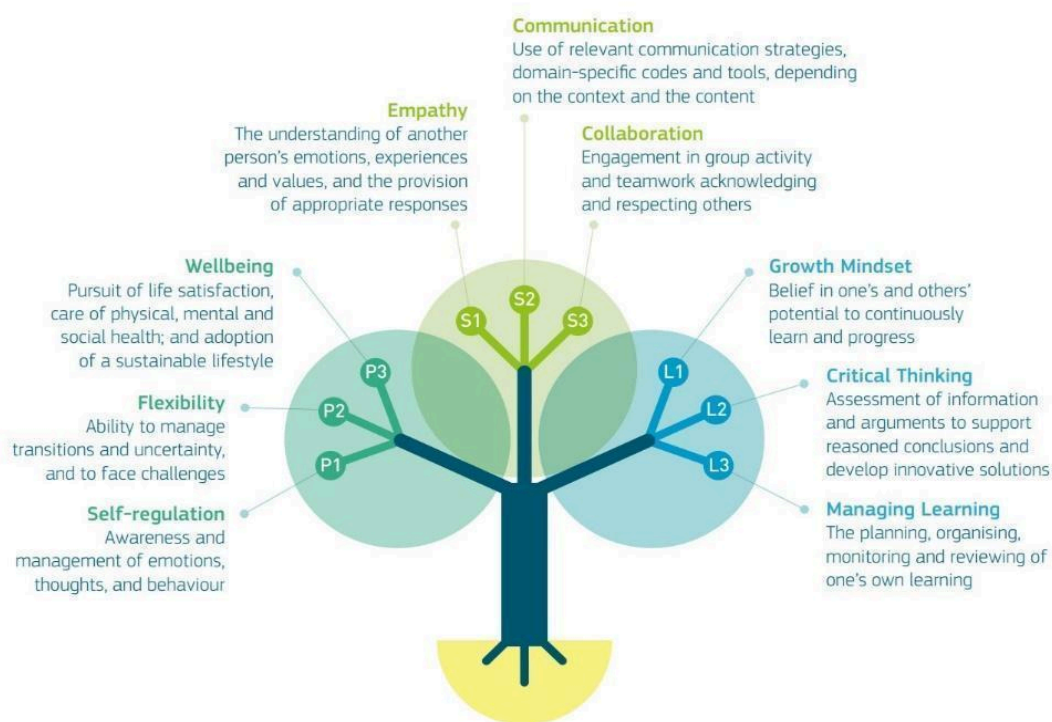 Communication
Use of relevant communication strategies,
domain-specific codes and tools, depending
on the context and the content
Empathy
The understanding of another
person's emotions, experiences
and values, and the provision
of appropriate responses
Collaboration
Engagement in group activity
and teamwork acknowledging
and respecting others
Wellbeing
Pursuit of life satisfaction,
care of physical, mental and
social health; and adoption
of a sustainable lifestyle
Flexibility
Ability to manage
transitions and uncertainty,
and to face challenges
Self-regulation
Awareness and
management of emotions,
thoughts, and behaviour
P1
P2
P3
S1
S2
S3
L1
L2
L3
Growth Mindset
Belief in one's and others'
potential to continuously
learn and progress
Critical Thinking
Assessment of information
and arguments to support
reasoned conclusions and
develop innovative solutions
Managing Learning
The planning, organising,
monitoring and reviewing of
one's own learning